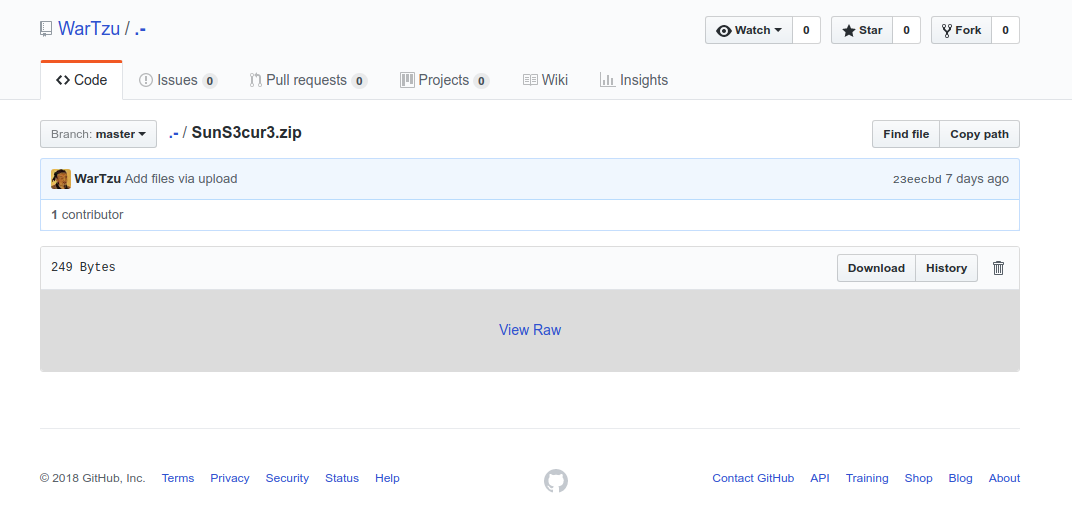 WarTzu / .-
Watch 0 Star 0 Fork 0
Code Issues 0 Pull requests 0 Projects 0 Wiki Insights
Branch: master .- / SunS3cur3.zip Find file Copy path
WarTzu Add files via upload 23eecbd 7 days ago
1 contributor
249 Bytes Download History
View Raw
© 2018 GitHub, Inc. Terms Privacy Security Status Help Contact GitHub API Training Shop Blog About